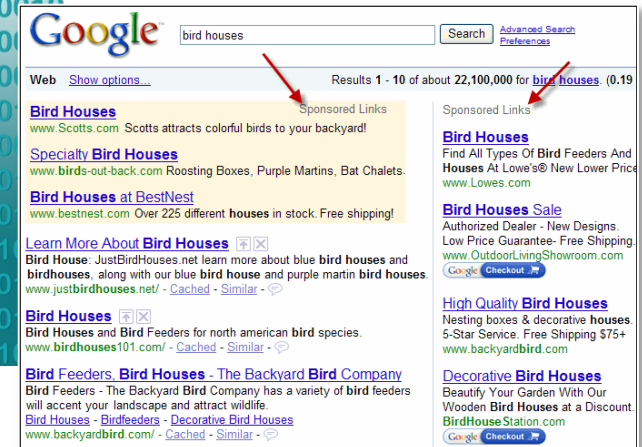 Google
bird houses
Search
Advanced Search
Preferences
Web Show options...
Results 1 - 10 of about 22,100,000 for bird houses. (0.19
Sponsored Links
Bird Houses
www.Scotts.com Scotts attracts colorful birds to your backyard!
Specialty Bird Houses
www.birds-out-back.com Roosting Boxes, Purple Martins, Bat Chalets.
Bird Houses at BestNest
www.bestnest.com Over 225 different houses in stock. Free shipping!
Learn More About Bird Houses
Bird House: JustBirdHouses.net learn more about blue bird houses and
birdhouses, along with our blue bird house and purple martin bird houses.
www.justbirdhouses.net/ - Cached - Similar -
Bird Houses
Bird Houses and Bird Feeders for north american bird species.
www.birdhouses101.com/ - Cached - Similar -
Bird Feeders, Bird Houses - The Backyard Bird Company
Bird Feeders - The Backyard Bird Company has a variety of bird feeders
will accent your landscape and attract wildlife.
Bird Houses - Birdfeeders - Decorative Bird Houses
www.backyardbird.com/ - Cached - Similar -
Sponsored Links
Bird Houses
Find All Types Of Bird Feeders And
Houses At Lowe's® New Lower Price
www.Lowes.com
Bird Houses Sale
Authorized Dealer - New Designs.
Low Price Guarantee- Free Shipping.
www.OutdoorLivingShowroom.com
Google Checkout
High Quality Bird Houses
Nesting boxes & decorative houses.
5-Star Service. Free Shipping $75+
www.backyardbird.com
Decorative Bird Houses
Beautify Your Garden With Our
Wooden Bird Houses at a Discount.
BirdHouseStation.com
Google Checkout